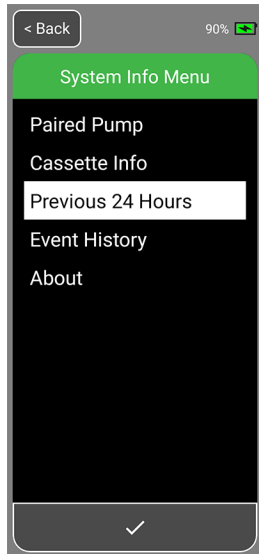 < Back
90%
System Info Menu
Paired Pump
Cassette Info
Previous 24 Hours
Event History
About